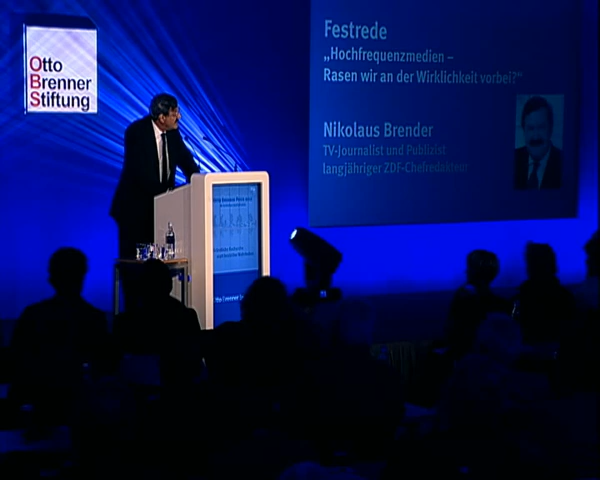 Otto
Brenner
Stiftung
Festrede
„Hochfrequenzmedien –
Rasen wir an der Wirklichkeit vorbei?“
Nikolaus Brender
TV-Journalist und Publizist
langjähriger ZDF-Chefredakteur